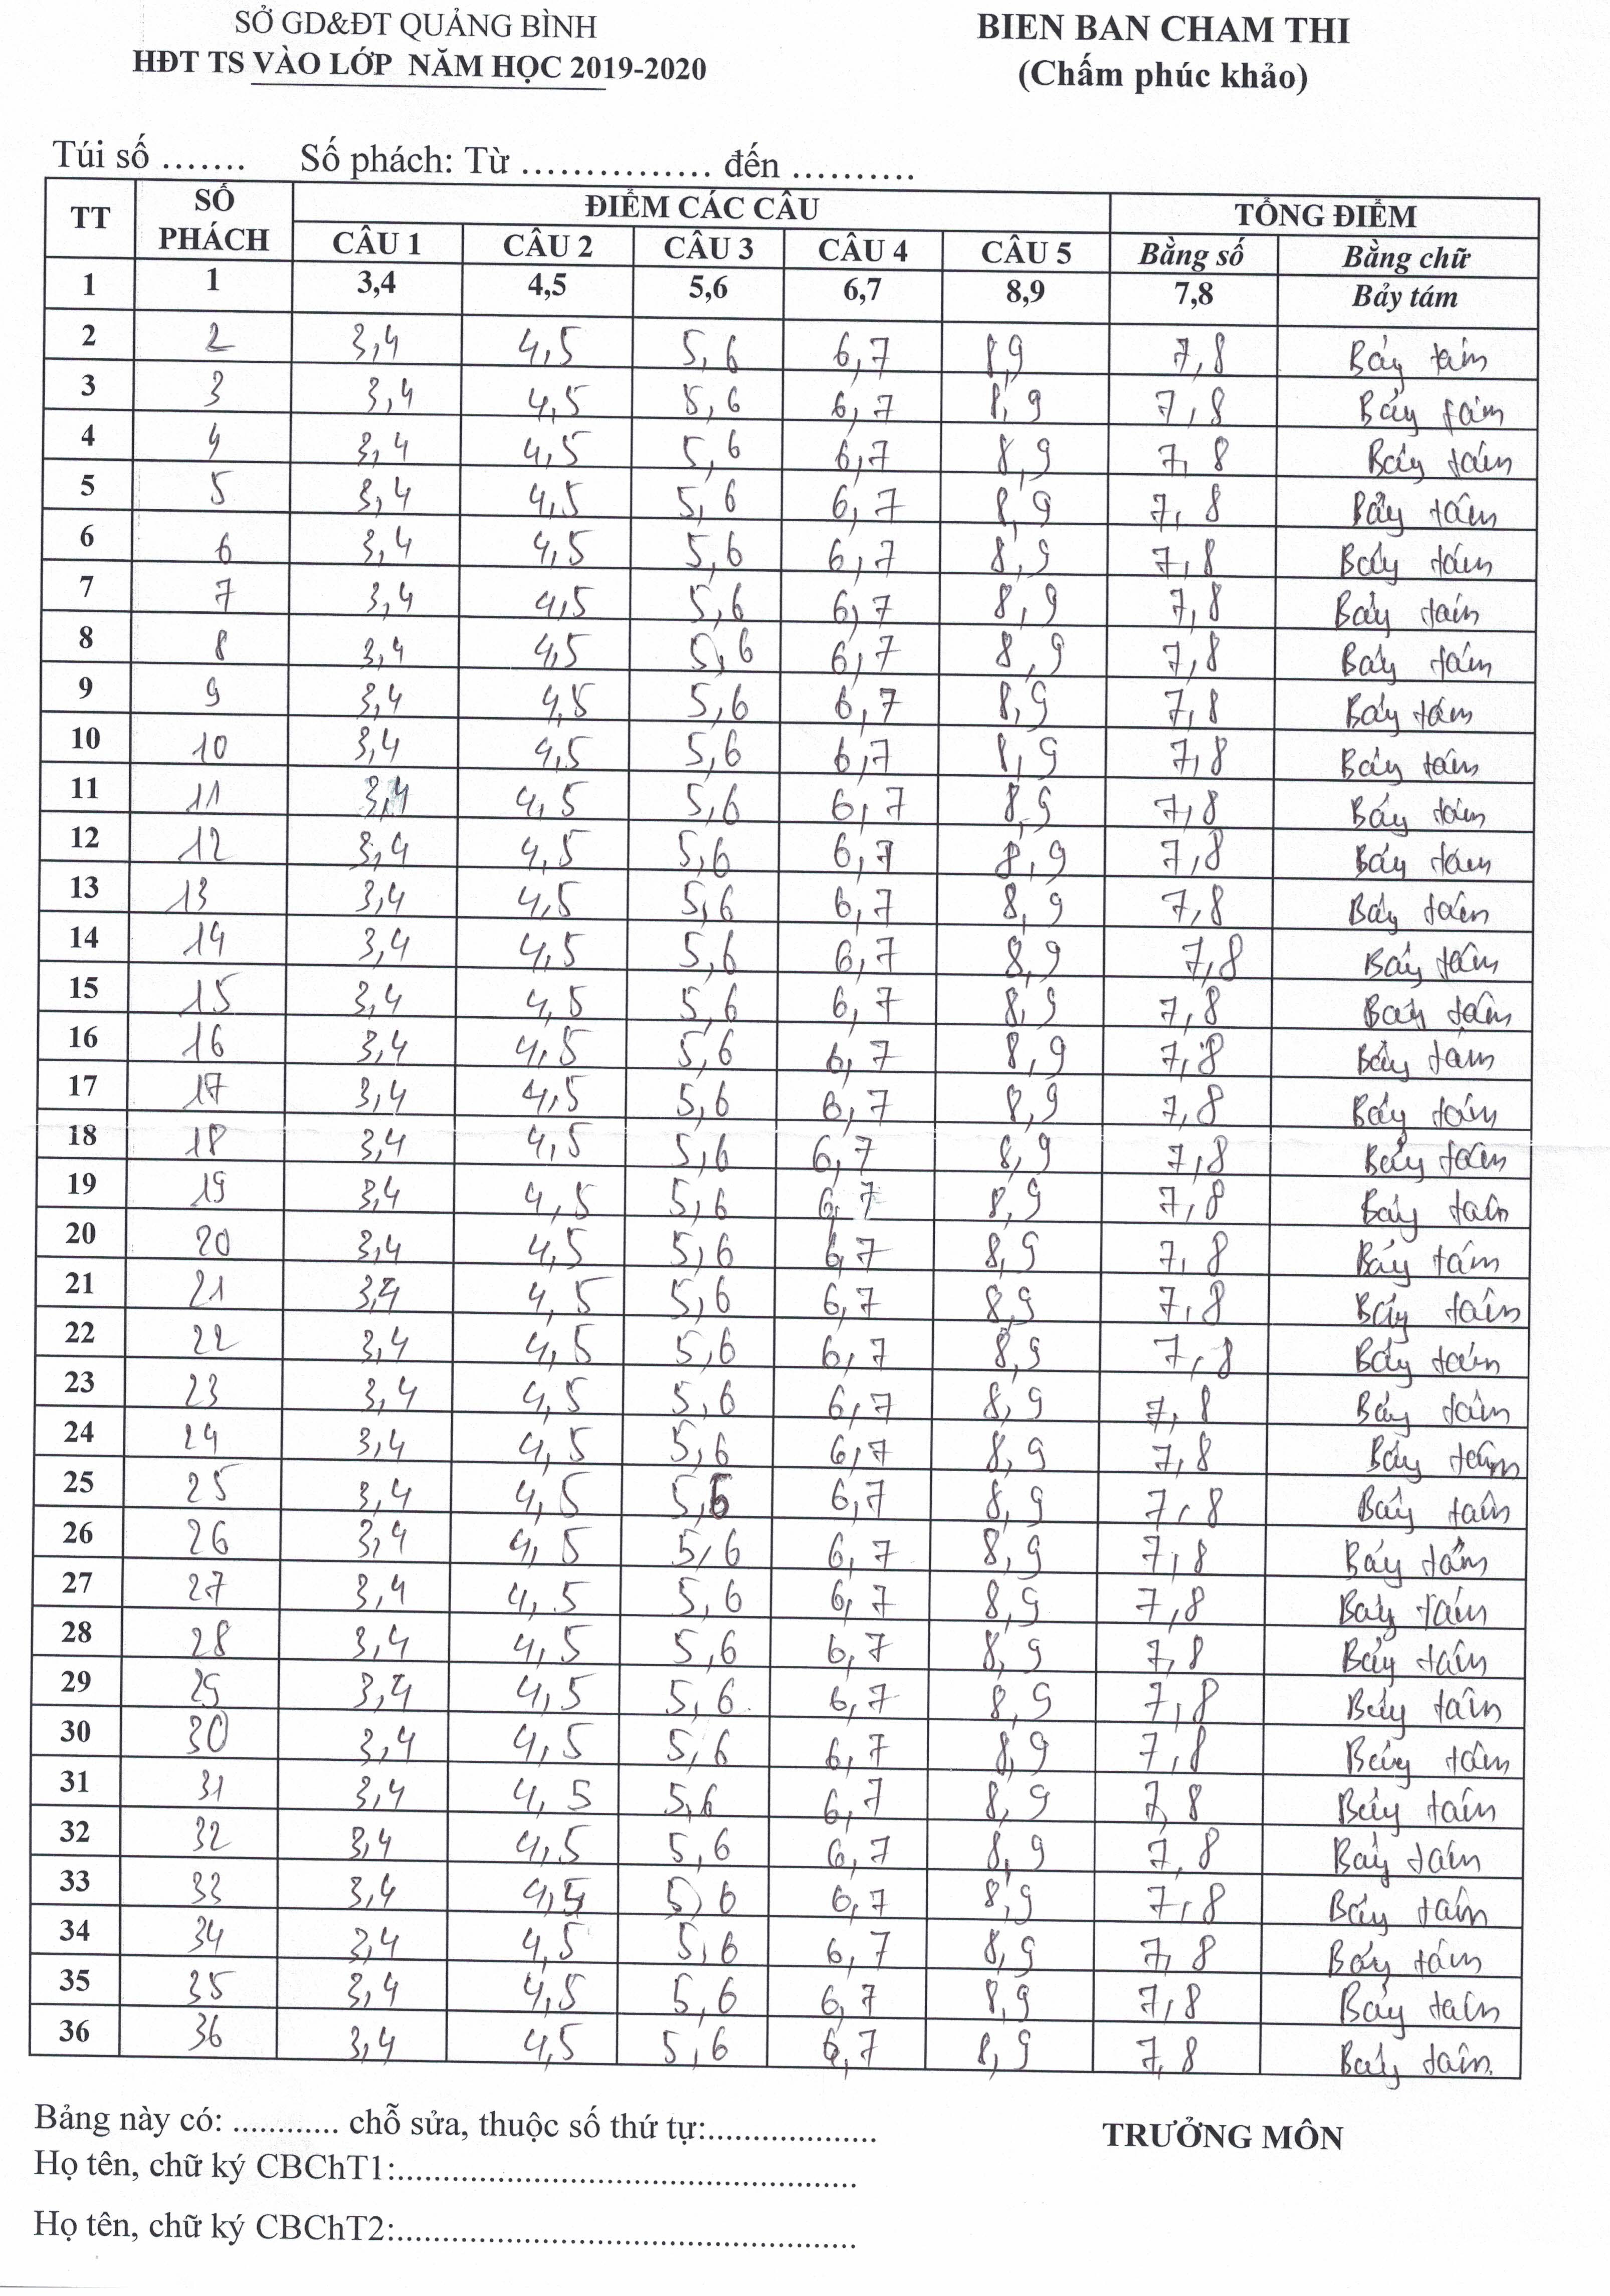 SỞ GD&ĐT QUẢNG BÌNH
HĐT TS VÀO LỚP NĂM HỌC 2019-2020
BIEN BAN CHAM THI
(Chấm phúc khảo)
Túi số ....... Số phách: Từ ................ đến ..........
TT SỐ PHÁCH ĐIỂM CÁC CÂU TỔNG ĐIỂM
CÂU 1 CÂU 2 CÂU 3 CÂU 4 CÂU 5 Bằng số Bằng chữ
1 1 3,4 4,5 5,6 6,7 8,9 7,8 Bảy tám
2 2 3,4 4,5 5,6 6,7 8,9 7,8 Bảy tám
3 3 3,4 4,5 5,6 6,7 8,9 7,8 Bảy tám
4 4 3,4 4,5 5,6 6,7 8,9 7,8 Bảy tám
5 5 3,4 4,5 5,6 6,7 8,9 7,8 Bảy tám
6 6 3,4 4,5 5,6 6,7 8,9 7,8 Bảy tám
7 7 3,4 4,5 5,6 6,7 8,9 7,8 Bảy tám
8 8 3,4 4,5 5,6 6,7 8,9 7,8 Bảy tám
9 9 3,4 4,5 5,6 6,7 8,9 7,8 Bảy tám
10 10 3,4 4,5 5,6 6,7 8,9 7,8 Bảy tám
11 11 3,4 4,5 5,6 6,7 8,9 7,8 Bảy tám
12 12 3,4 4,5 5,6 6,7 8,9 7,8 Bảy tám
13 13 3,4 4,5 5,6 6,7 8,9 7,8 Bảy tám
14 14 3,4 4,5 5,6 6,7 8,9 7,8 Bảy tám
15 15 3,4 4,5 5,6 6,7 8,9 7,8 Bảy tám
16 16 3,4 4,5 5,6 6,7 8,9 7,8 Bảy tám
17 17 3,4 4,5 5,6 6,7 8,9 7,8 Bảy tám
18 18 3,4 4,5 5,6 6,7 8,9 7,8 Bảy tám
19 19 3,4 4,5 5,6 6,7 8,9 7,8 Bảy tám
20 20 3,4 4,5 5,6 6,7 8,9 7,8 Bảy tám
21 21 3,4 4,5 5,6 6,7 8,9 7,8 Bảy tám
22 22 3,4 4,5 5,6 6,7 8,9 7,8 Bảy tám
23 23 3,4 4,5 5,6 6,7 8,9 7,8 Bảy tám
24 24 3,4 4,5 5,6 6,7 8,9 7,8 Bảy tám
25 25 3,4 4,5 5,6 6,7 8,9 7,8 Bảy tám
26 26 3,4 4,5 5,6 6,7 8,9 7,8 Bảy tám
27 27 3,4 4,5 5,6 6,7 8,9 7,8 Bảy tám
28 28 3,4 4,5 5,6 6,7 8,9 7,8 Bảy tám
29 29 3,4 4,5 5,6 6,7 8,9 7,8 Bảy tám
30 30 3,4 4,5 5,6 6,7 8,9 7,8 Bảy tám
31 31 3,4 4,5 5,6 6,7 8,9 7,8 Bảy tám
32 32 3,4 4,5 5,6 6,7 8,9 7,8 Bảy tám
33 33 3,4 4,5 5,6 6,7 8,9 7,8 Bảy tám
34 34 3,4 4,5 5,6 6,7 8,9 7,8 Bảy tám
35 35 3,4 4,5 5,6 6,7 8,9 7,8 Bảy tám
36 36 3,4 4,5 5,6 6,7 8,9 7,8 Bảy tám
Bảng này có: ............ chỗ sửa, thuộc số thứ tự:...................
TRƯỞNG MÔN
Họ tên, chữ ký CBChT1:...................................................
Họ tên, chữ ký CBChT2:...................................................